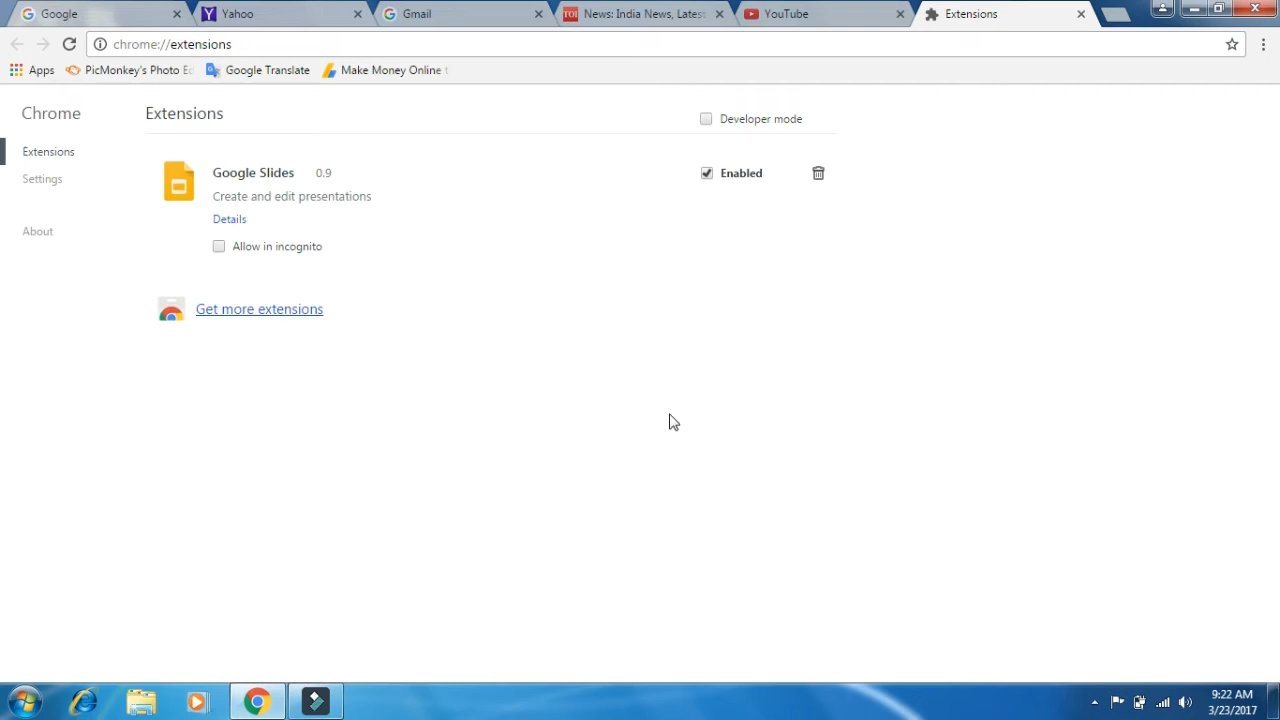 Google
Yahoo
Gmail
TOI News: India News, Latest
YouTube
Extensions
chrome://extensions
Apps
PicMonkey's Photo Ed
Google Translate
Make Money Online
Chrome
Extensions
Developer mode
Extensions
Settings
About
Google Slides 0.9
Enabled
Create and edit presentations
Details
Allow in incognito
Get more extensions
9:22 AM
3/23/2017